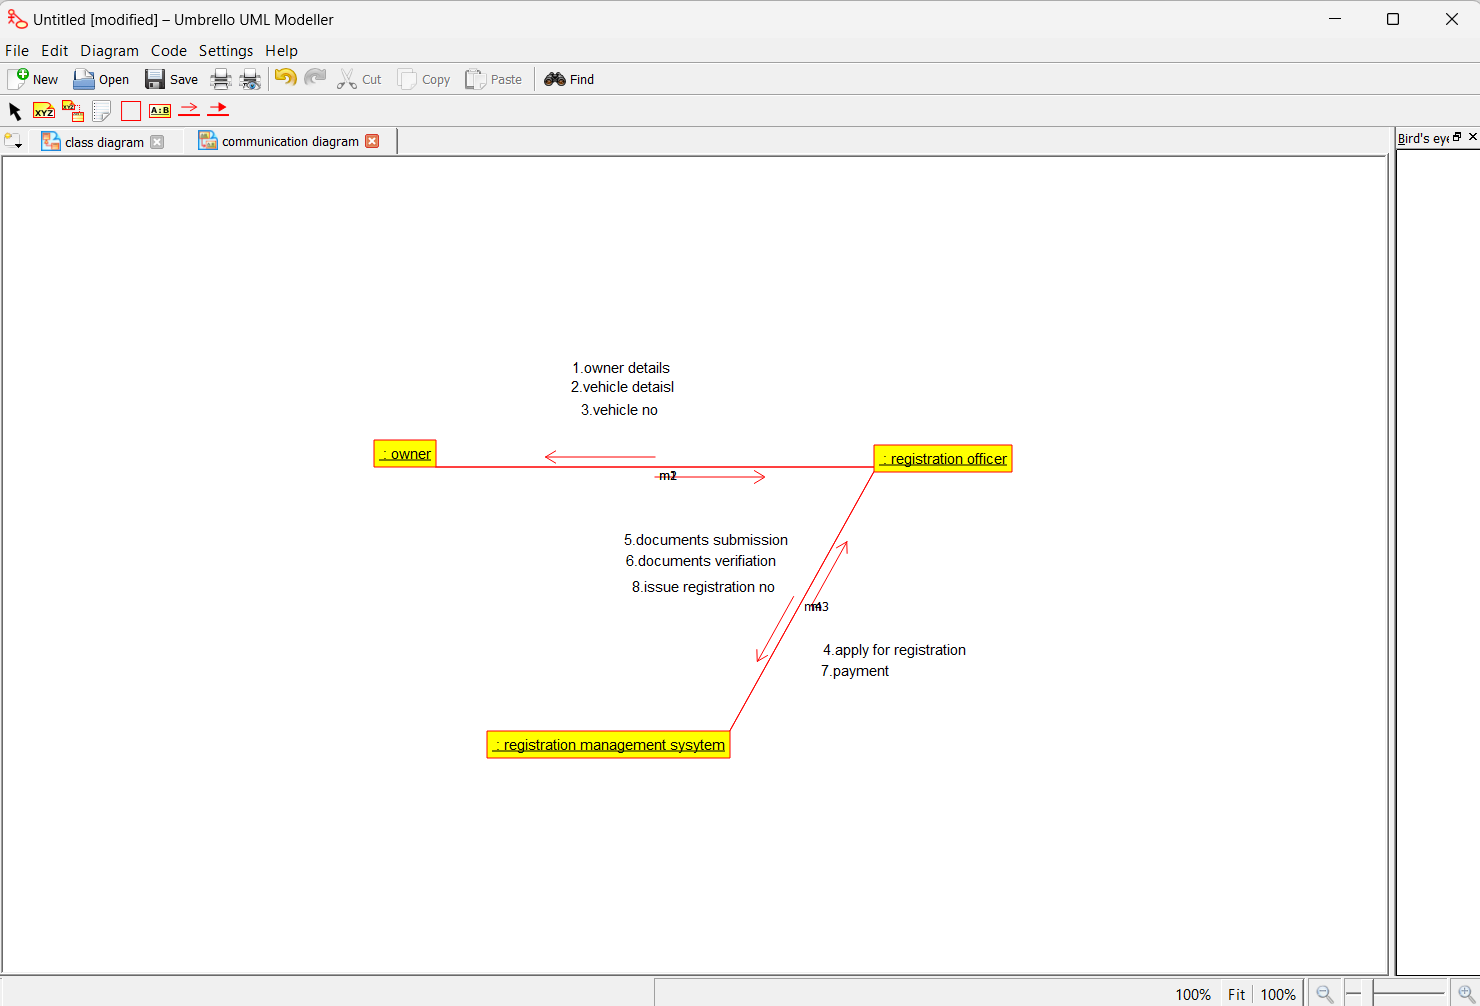 Untitled [modified] – Umbrello UML Modeller
File Edit Diagram Code Settings Help
New Open Save Cut Copy Paste Find
XYZ XYZ A:B
class diagram communication diagram Bird's eye
1.owner details
2.vehicle detaisl
3.vehicle no
: owner
: registration officer
5.documents submission
6.documents verifiation
8.issue registration no
4.apply for registration
7.payment
: registration management sysytem
100% Fit 100%